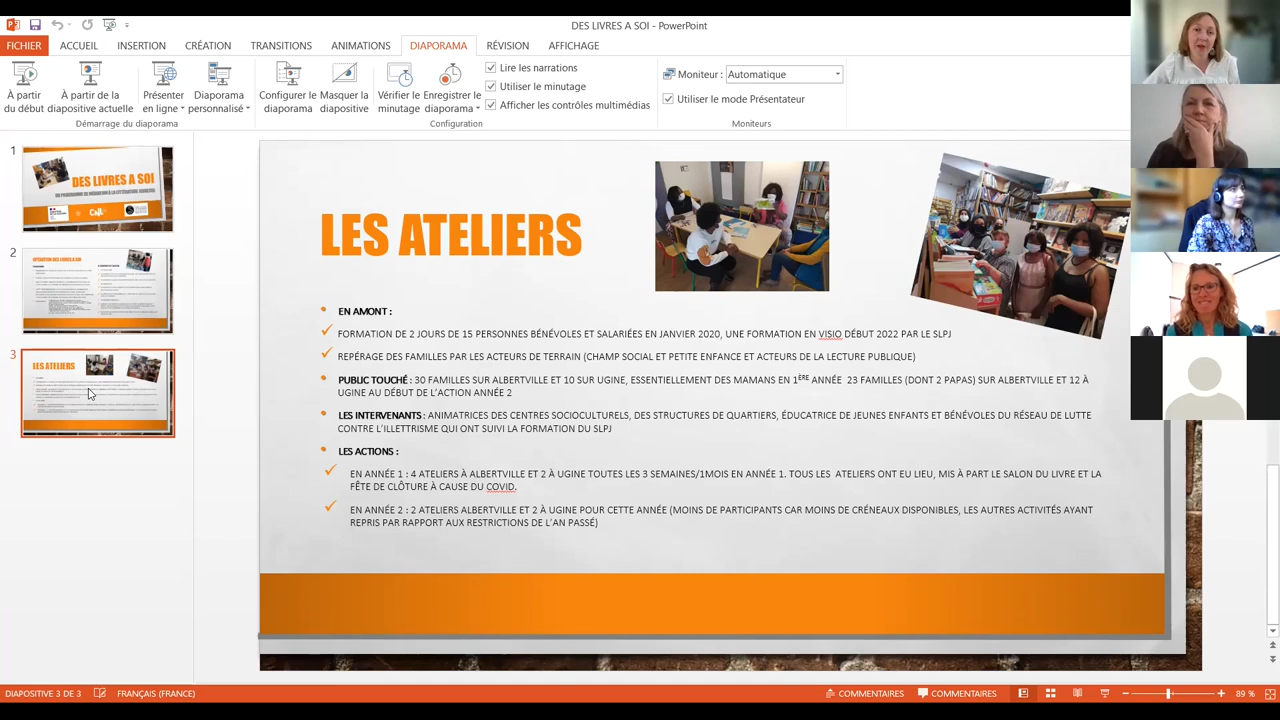 DES LIVRES A SOI - PowerPoint
FICHIER ACCUEIL INSERTION CRÉATION TRANSITIONS ANIMATIONS DIAPORAMA RÉVISION AFFICHAGE
À partir du début
À partir de la diapositive actuelle
Présenter en ligne
Diaporama personnalisé
Configurer le diaporama
Masquer la diapositive
Vérifier le minutage
Enregistrer le diaporama
Lire les narrations
Utiliser le minutage
Afficher les contrôles multimédias
Moniteur : Automatique
Utiliser le mode Présentateur
Démarrage du diaporama
Configuration
Moniteurs
1
DES LIVRES A SOI
2
OPÉRATION DES LIVRES A SOI
3
LES ATELIERS
LES ATELIERS
EN AMONT :
FORMATION DE 2 JOURS DE 15 PERSONNES BÉNÉVOLES ET SALARIÉES EN JANVIER 2020, UNE FORMATION EN VISIO DÉBUT 2022 PAR LE SLPJ
REPÉRAGE DES FAMILLES PAR LES ACTEURS DE TERRAIN (CHAMP SOCIAL ET PETITE ENFANCE ET ACTEURS DE LA LECTURE PUBLIQUE)
PUBLIC TOUCHÉ : 30 FAMILLES SUR ALBERTVILLE ET 10 SUR UGINE, ESSENTIELLEMENT DES MAMANS EN 1ÈRE ANNÉE 23 FAMILLES (DONT 2 PAPAS) SUR ALBERTVILLE ET 12 À
UGINE AU DÉBUT DE L'ACTION ANNÉE 2
LES INTERVENANTS : ANIMATRICES DES CENTRES SOCIOCULTURELS, DES STRUCTURES DE QUARTIERS, ÉDUCATRICE DE JEUNES ENFANTS ET BÉNÉVOLES DU RÉSEAU DE LUTTE
CONTRE L'ILLETTRISME QUI ONT SUIVI LA FORMATION DU SLPJ
LES ACTIONS :
EN ANNÉE 1 : 4 ATELIERS À ALBERTVILLE ET 2 À UGINE TOUTES LES 3 SEMAINES/1MOIS EN ANNÉE 1. TOUS LES ATELIERS ONT EU LIEU, MIS À PART LE SALON DU LIVRE ET LA
FÊTE DE CLÔTURE À CAUSE DU COVID.
EN ANNÉE 2 : 2 ATELIERS ALBERTVILLE ET 2 À UGINE POUR CETTE ANNÉE (MOINS DE PARTICIPANTS CAR MOINS DE CRÉNEAUX DISPONIBLES, LES AUTRES ACTIVITÉS AYANT
REPRIS PAR RAPPORT AUX RESTRICTIONS DE L'AN PASSÉ)
DIAPOSITIVE 3 DE 3 FRANÇAIS (FRANCE) COMMENTAIRES COMMENTAIRES 89 %